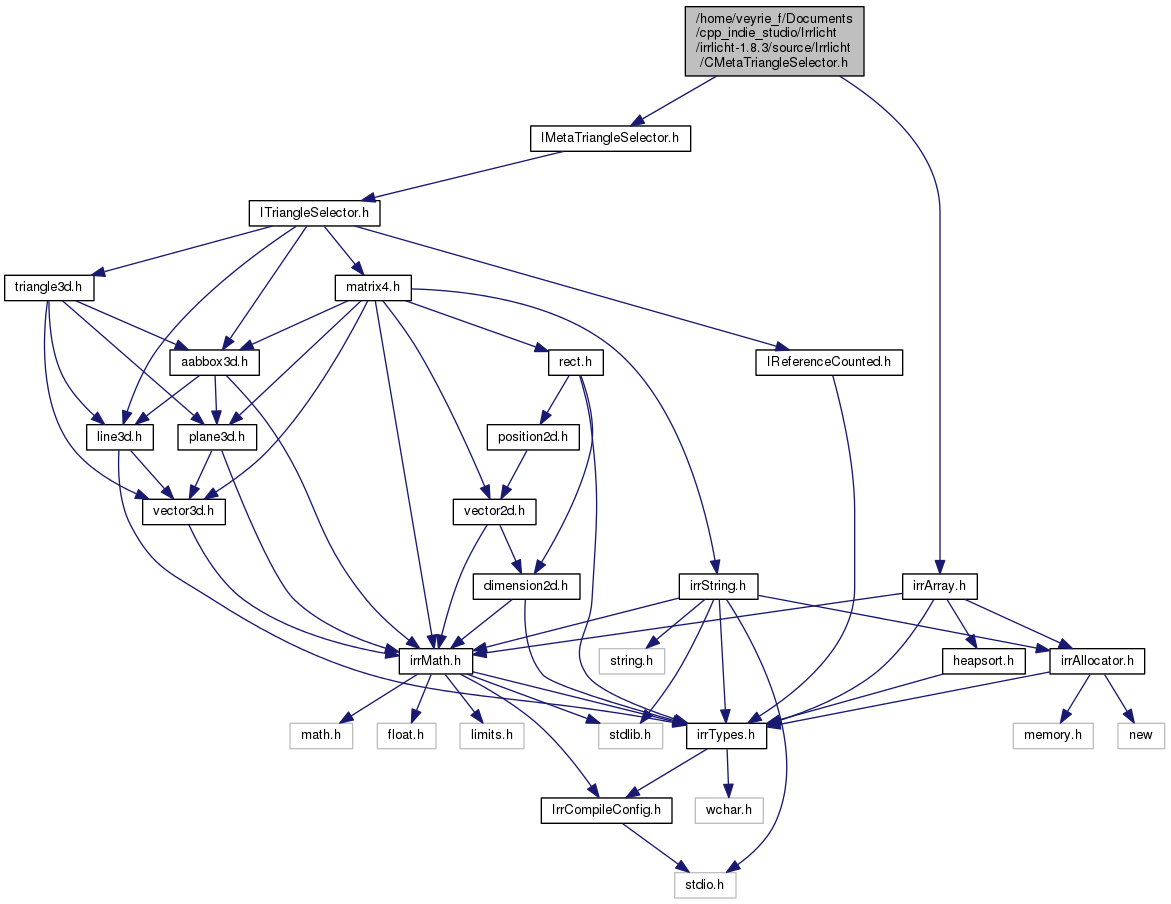 /home/veyrie_f/Documents
/cpp_indie_studio/Irrlicht
/irrlicht-1.8.3/source/Irrlicht
/CMetaTriangleSelector.h
IMetaTriangleSelector.h
ITriangleSelector.h
triangle3d.h
matrix4.h
aabbox3d.h
rect.h
IReferenceCounted.h
line3d.h
plane3d.h
position2d.h
vector3d.h
vector2d.h
dimension2d.h
irrString.h
irrArray.h
irrMath.h
string.h
heapsort.h
irrAllocator.h
math.h
float.h
limits.h
stdlib.h
irrTypes.h
memory.h
new
IrrCompileConfig.h
wchar.h
stdio.h